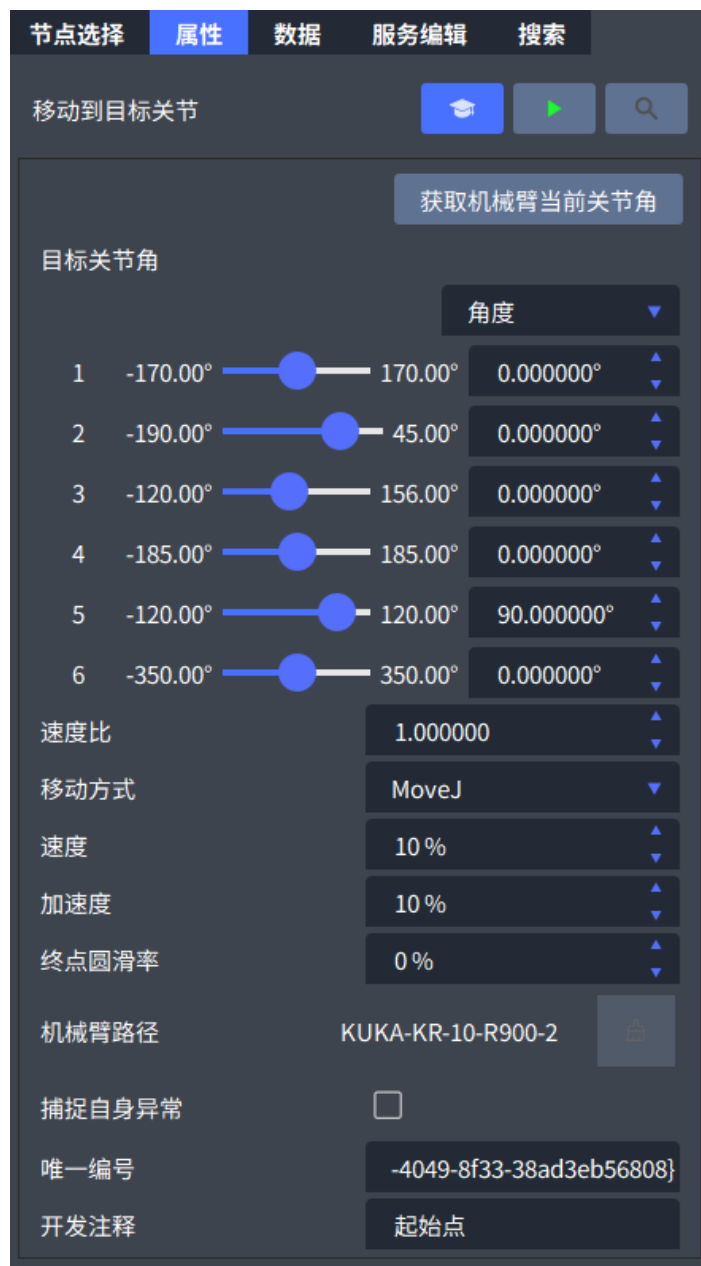 节点选择 属性 数据 服务编辑 搜索
移动到目标关节
获取机械臂当前关节角
目标关节角
角度
1 -170.00° 170.00° 0.000000°
2 -190.00° 45.00° 0.000000°
3 -120.00° 156.00° 0.000000°
4 -185.00° 185.00° 0.000000°
5 -120.00° 120.00° 90.000000°
6 -350.00° 350.00° 0.000000°
速度比 1.000000
移动方式 MoveJ
速度 10 %
加速度 10 %
终点圆滑率 0 %
机械臂路径 KUKA-KR-10-R900-2
捕捉自身异常
唯一编号 -4049-8f33-38ad3eb56808}
开发注释 起始点